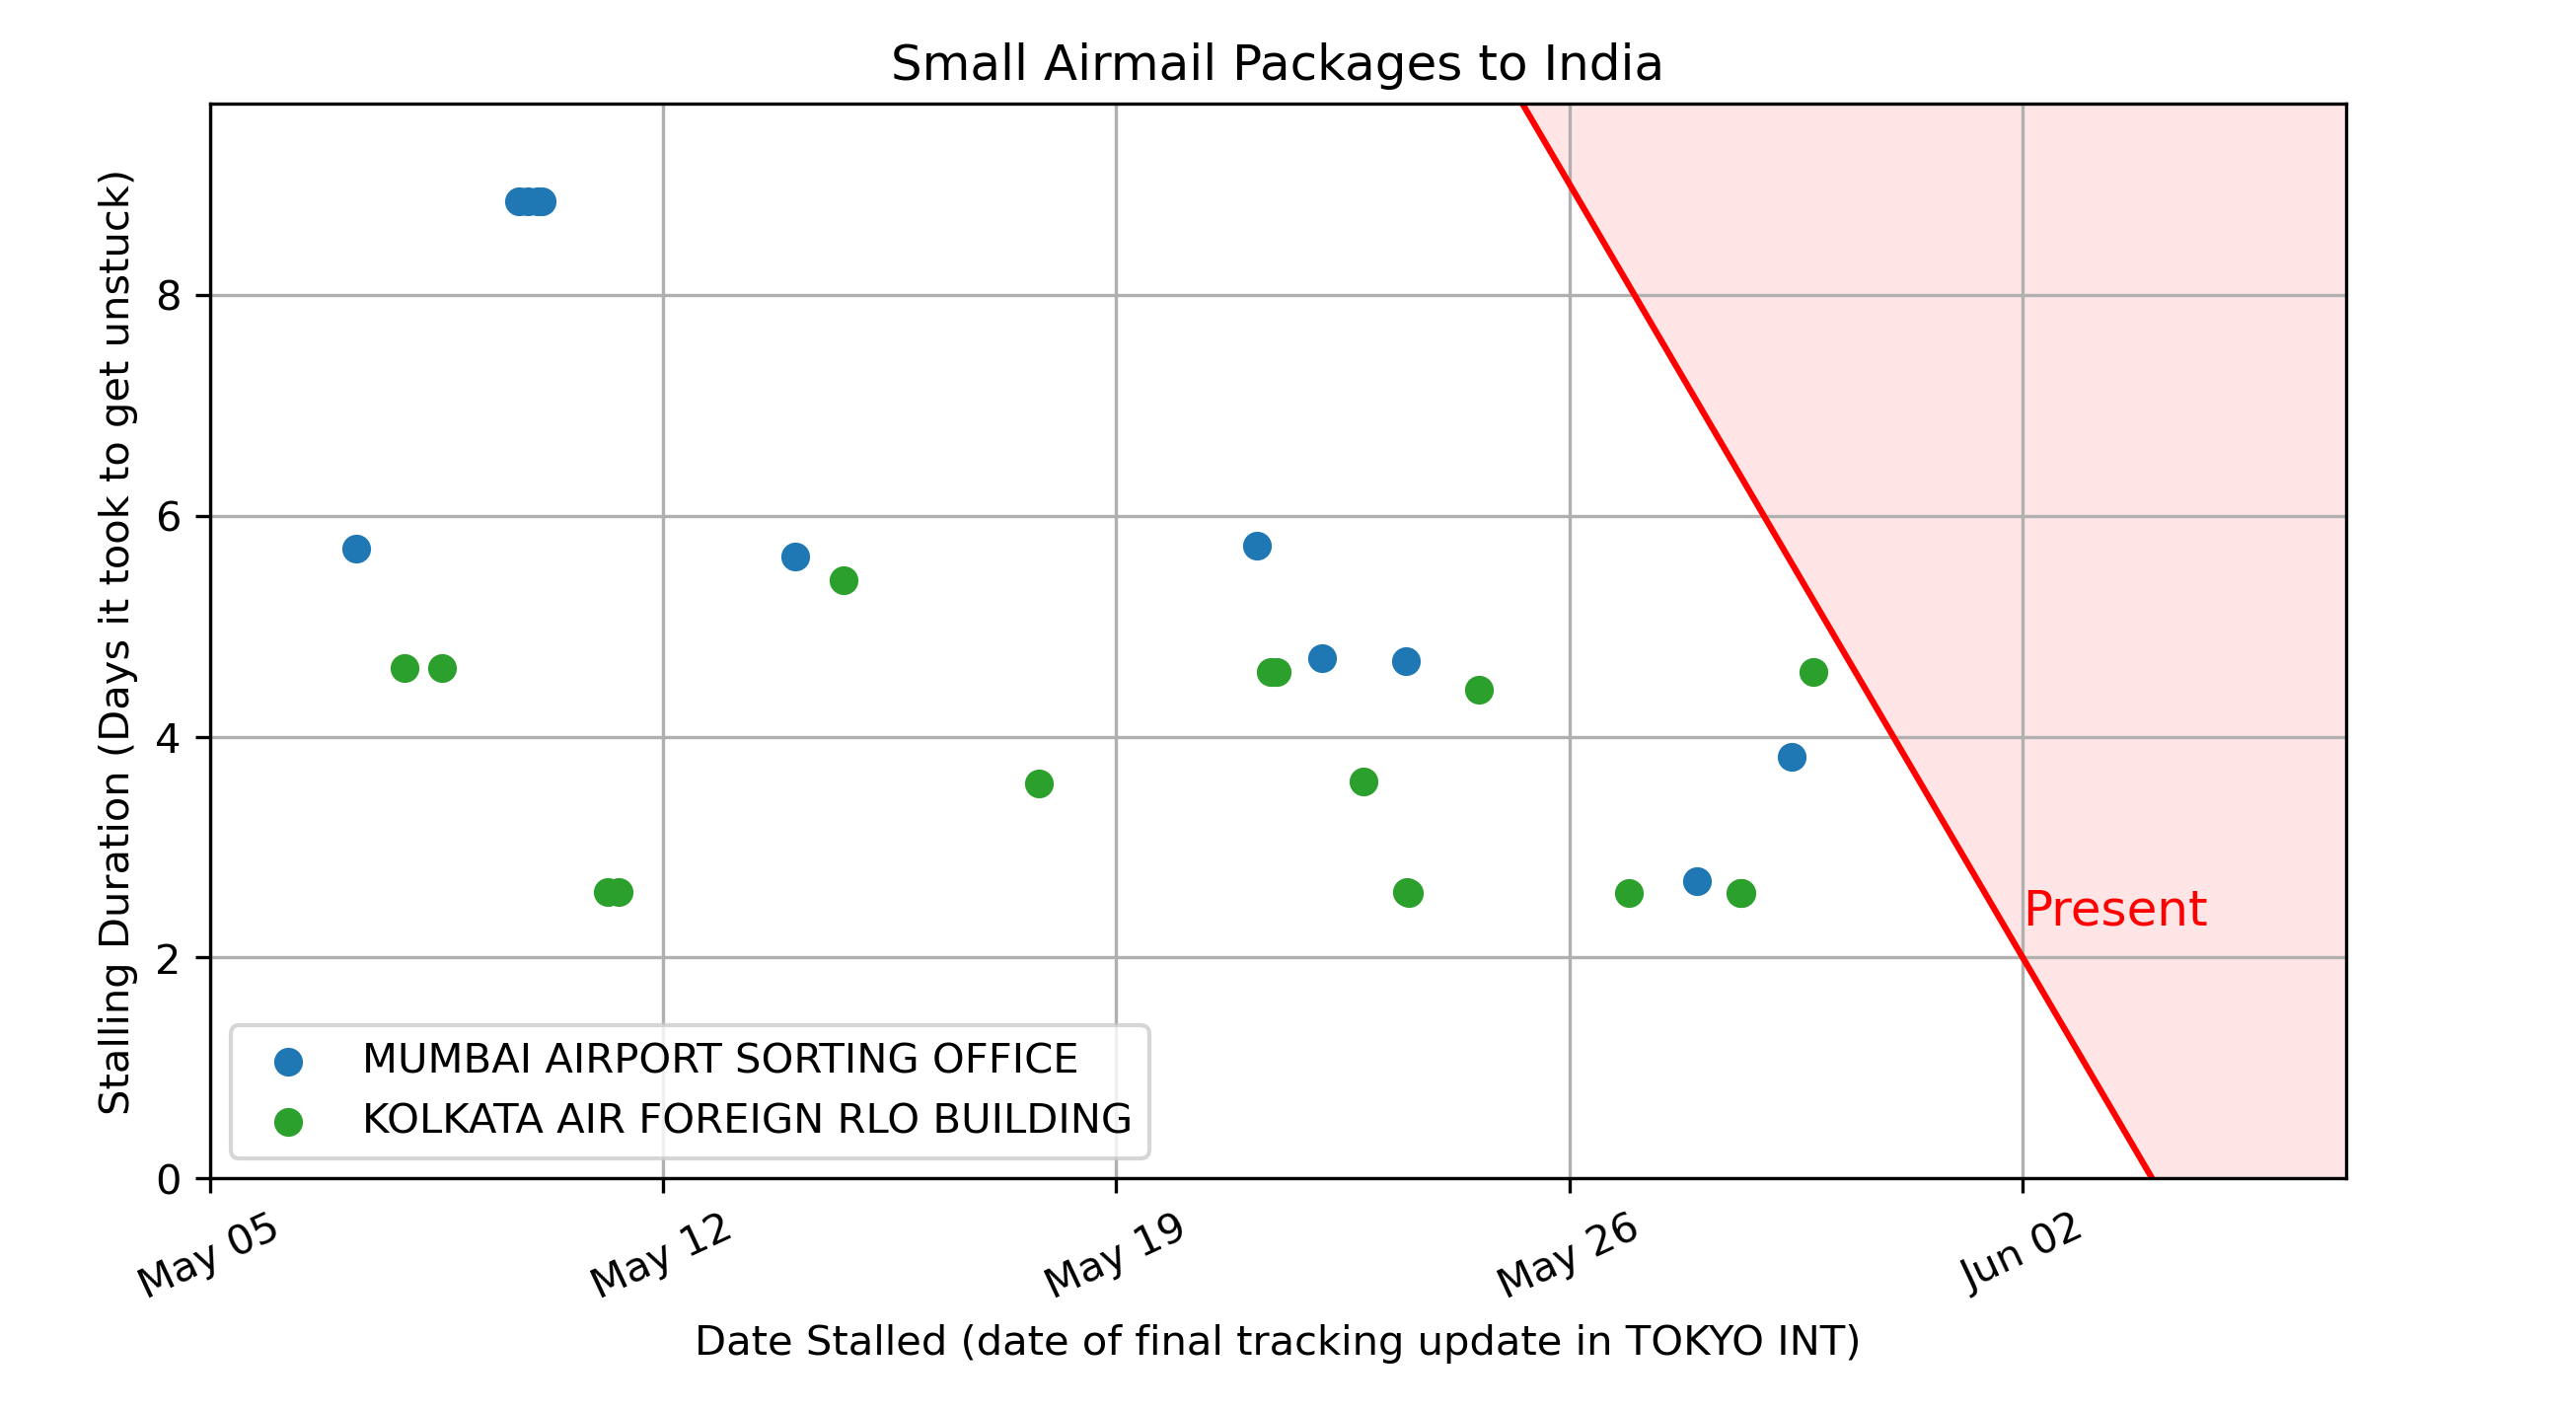 Small Airmail Packages to India
Stalling Duration (Days it took to get unstuck)
8
6
4
2
0
Present
MUMBAI AIRPORT SORTING OFFICE
KOLKATA AIR FOREIGN RLO BUILDING
May 05
May 12
May 19
May 26
Jun 02
Date Stalled (date of final tracking update in TOKYO INT)